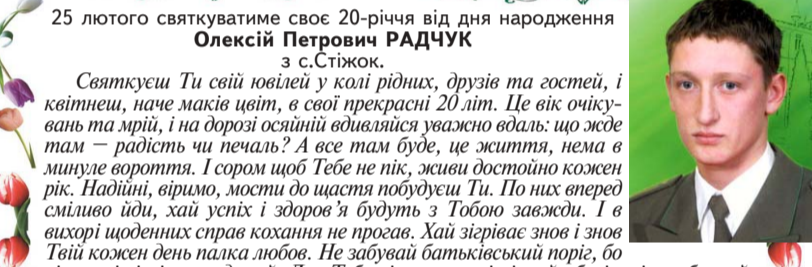 25 лютого святкуватиме своє 20-річчя від дня народження
Олексій Петрович РАДЧУК
з с.Стіжок.
Святкуєш Ти свій ювілей у колі рідних, друзів та гостей, і
квітнеш, наче маків цвіт, в свої прекрасні 20 літ. Це вік очіку-
вань та мрій, і на дорозі осяйній вдивляйся уважно вдаль: що жде
там — радість чи печаль? А все там буде, це життя, нема в
минуле вороття. І сором щоб Тебе не пік, живи достойно кожен
рік. Надійні, віримо, мости до щастя побудуєш Ти. По них вперед
сміливо йди, хай успіх і здоров'я будуть з Тобою завжди. І в
вихорі щоденних справ кохання не прогав. Хай зігріває знов і знов
Твій кожен день палка любов. Не забувай батьківський поріг, бо